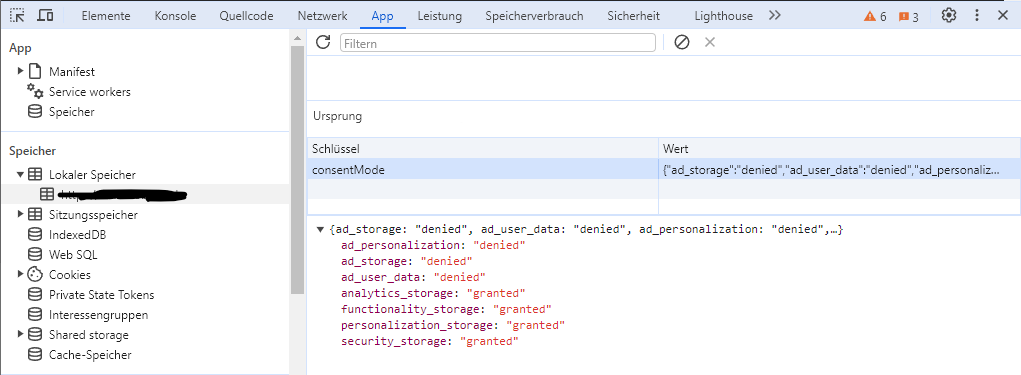 Elemente Konsole Quellcode Netzwerk App Leistung Speicherverbrauch Sicherheit Lighthouse 6 3
Filtern
App
Manifest
Service workers
Speicher
Speicher
Lokaler Speicher
Sitzungsspeicher
IndexedDB
Web SQL
Cookies
Private State Tokens
Interessengruppen
Shared storage
Cache-Speicher
Ursprung
Schlüssel Wert
consentMode {"ad_storage":"denied","ad_user_data":"denied","ad_personaliz...
{ad_storage: "denied", ad_user_data: "denied", ad_personalization: "denied",…}
ad_personalization: "denied"
ad_storage: "denied"
ad_user_data: "denied"
analytics_storage: "granted"
functionality_storage: "granted"
personalization_storage: "granted"
security_storage: "granted"